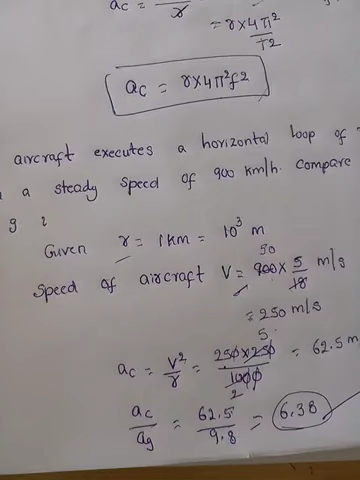 ac =
r
= r×4π²
T2
ac = r×4π²f2
aircraft executes a horizontal loop of
a steady speed of 900 km/h. compare
g ?
Given r = 1km = 10³ m
50
Speed of aircraft V = 900 × 5/18 m/s
= 250 m/s
5
ac = V²/r = 250×250/1000 = 62.5 m
2
ac/ag = 62.5/9.8 = 6.38